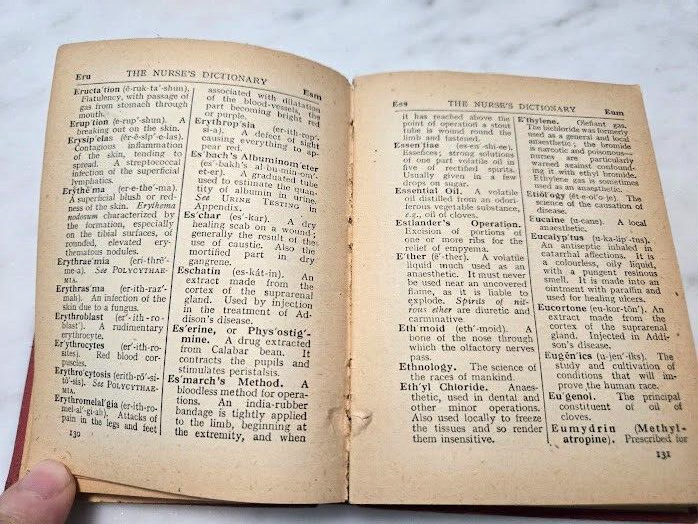 Eru THE NURSE'S DICTIONARY Esm
Eructa'tion (ĕ-ruk-ta'-shun).
Flatulency, with passage of
gas from stomach through
mouth.
Erup'tion (e-rup'-shun). A
breaking out on the skin.
Erysip'elas (ĕr-ĕ-sip'-e-las).
Contagious inflammation
of the skin, tending to
spread. A streptococcal
infection of the superficial
lymphatics.
Erythe'ma (er-e-the'-ma).
A superficial blush or red-
ness of the skin. Erythema
nodosum characterized by
the formation, especially
on the tibial surfaces, of
rounded, elevated ery-
thematous nodules.
Erythræ'mia (eri-thrē'-
me-a). See POLYCYTHAE-
MIA.
Erythras'ma (er-ith-raz'-
mah). An infection of the
skin due to a fungus.
Erythroblast (er'-ith-ro-
blast'). A rudimentary
erythrocyte.
Er'ythrocytes (er'-ith-ro-
sites). Red blood cor-
puscles.
Erythro'cytosis (erith-rō'-si-
tō'-sis). See POLYCYTHAE-
MIA.
Erythromelal'gia (er-ith-ro-
mel-al'-gi-ah). Attacks of
pain in the legs and feet
130
associated with dilatation
of the blood-vessels, the
part becoming bright red
or purple.
Erythrop'sia (er-ith-rop'-
si-a). A defect of sight
causing everything to ap-
pear red.
Es'bach's Albuminom'eter
(es'-bakh's al-bu-min-om'-
et-er). A graduated tube
used to estimate the quan-
tity of albumin in urine.
See URINE TESTING in
Appendix.
Es'char (es'-kar). A dry
healing scab on a wound,
generally the result of the
use of caustic. Also the
mortified part in dry
gangrene.
Eschatin (es-kát-in). An
extract made from the
cortex of the suprarenal
gland. Used by injection
in the treatment of Ad-
dison's disease.
Es'erine, or Phys'ostig'-
mine. A drug extracted
from Calabar bean. It
contracts the pupils and
stimulates peristalsis.
Es'march's Method. A
bloodless method for opera-
tions. An india-rubber
bandage is tightly applied
to the limb, beginning at
the extremity, and when
Ess THE NURSE'S DICTIONARY Eum
it has reached above the
point of operation a stout
tube is wound round the
limb and fastened.
Essen'tiae (es-en'-shi-ee).
Essences; strong solutions
of one part volatile oil in
five of rectified spirits.
Usually given in a few
drops on sugar.
Essential Oil. A volatile
oil distilled from an odori-
ferous vegetable substance,
e.g., oil of cloves.
Estlander's Operation.
Excision of portions of
one or more ribs for the
relief of empyema.
E'ther (ē'-ther). A volatile
liquid much used as an
anæsthetic. It must never
be used near an uncovered
flame, as it is liable to
explode. Spirits of nit-
rous ether are diuretic and
carminative.
Eth'moid (eth'-moid). A
bone of the nose through
which the olfactory nerves
pass.
Ethnology. The science of
the races of mankind.
Eth'yl Chloride. Anaes-
thetic, used in dental and
other minor operations.
Also used locally to freeze
the tissues and so render
them insensitive.
E'thylene. Olefiant gas.
The bichloride was formerly
used as a general and local
anæsthetic; the bromide
is narcotic and poisonous—
nurses are particularly
warned against confound-
ing it with ethyl bromide.
Ethylene gas is sometimes
used as an anæsthetic.
Etiol'ogy (ēt-e-ol'o-je). The
science of the causation of
disease.
Eucaine (u-cane). A local
anæsthetic.
Eucalyp'tus (u-ka-lip'-tus).
An antiseptic inhaled in
catarrhal affections. It is
a colourless, oily liquid,
with a pungent resinous
smell. It is made into an
ointment with paraffin and
used for healing ulcers.
Eucortone (eu-kor-tōn'). An
extract made from the
cortex of the suprarenal
gland. Injected in Addi-
son's disease.
Eugĕn'ics (u-jen'-iks). The
study and cultivation of
conditions that will im-
prove the human race.
Eu'genol. The principal
constituent of oil of
cloves.
Eumydrin (Methyl-
atropine). Prescribed for
131